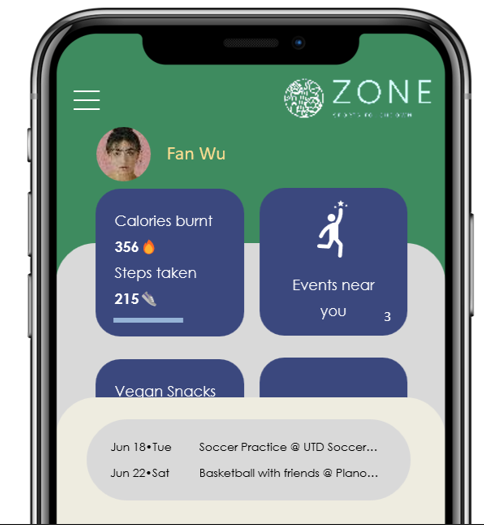 ZONE
Fan Wu
Calories burnt
356
Steps taken
215
Events near
you
3
Vegan Snacks
Jun 18•Tue Soccer Practice @ UTD Soccer...
Jun 22•Sat Basketball with friends @ Plano...